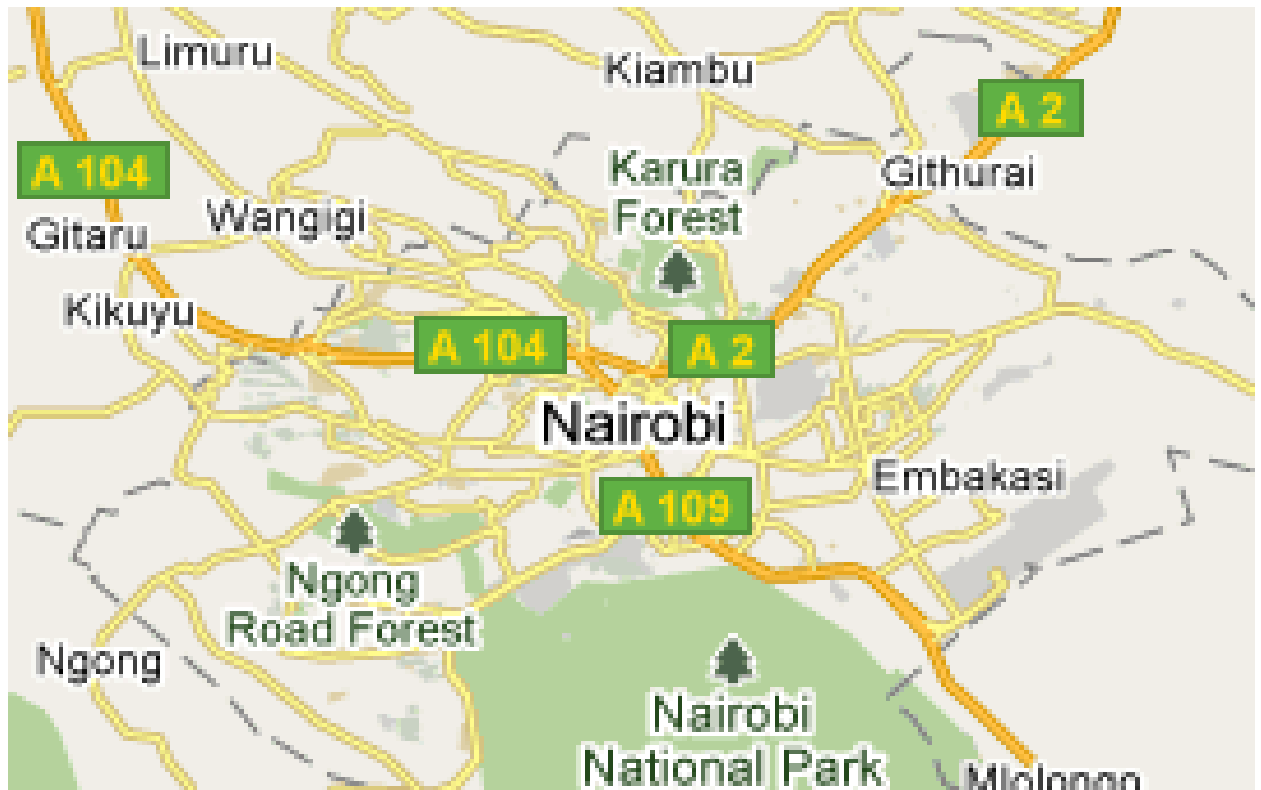 Limuru
Kiambu
A 2
A 104
Karura
Forest
Githurai
Wangigi
Gitaru
Kikuyu
A 104
A 2
Nairobi
Embakasi
A 109
Ngong
Road Forest
Ngong
Nairobi
National Park
Mlolongo